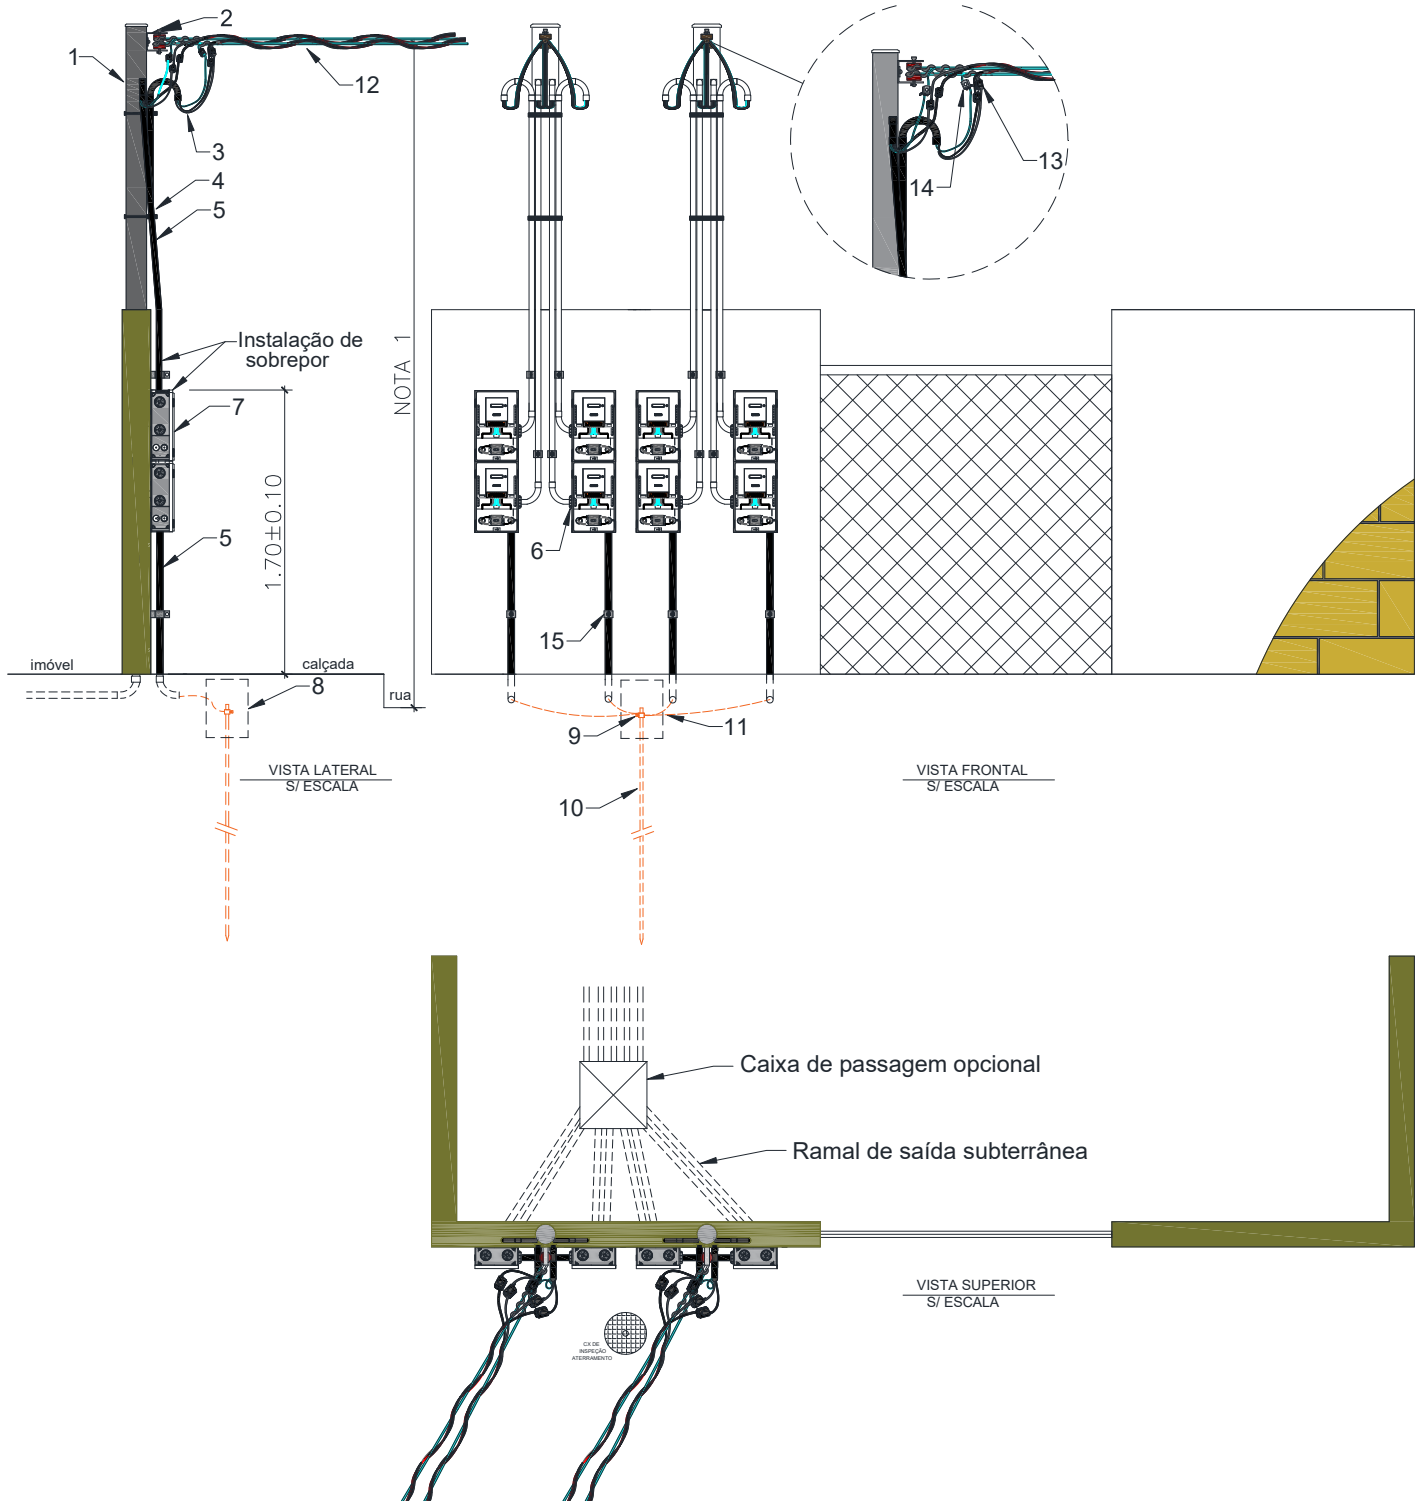 1
2
12
3
4
5
13
14
Instalação de
sobrepor
NOTA 1
7
1.70±0.10
5
6
15
imóvel
calçada
rua
8
9
11
10
VISTA LATERAL
S/ ESCALA
VISTA FRONTAL
S/ ESCALA
Caixa de passagem opcional
Ramal de saída subterrânea
VISTA SUPERIOR
S/ ESCALA
CX DE
INSPEÇÃO
ATERRAMENTO